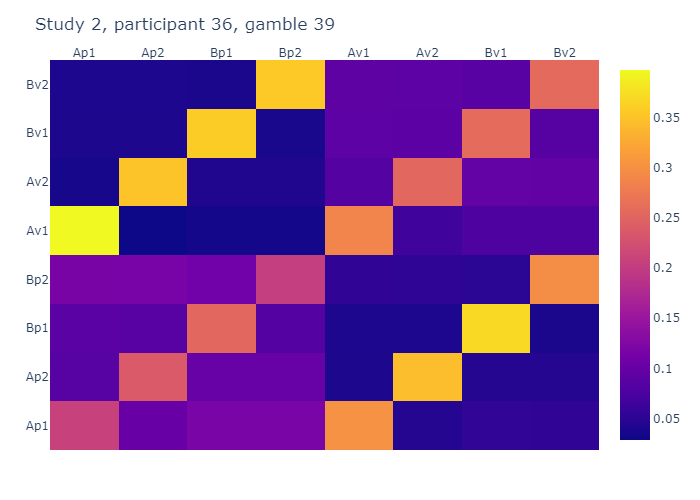 Study 2, participant 36, gamble 39
Ap1 Ap2 Bp1 Bp2 Av1 Av2 Bv1 Bv2
Bv2
Bv1
Av2
Av1
Bp2
Bp1
Ap2
Ap1
0.35
0.3
0.25
0.2
0.15
0.1
0.05